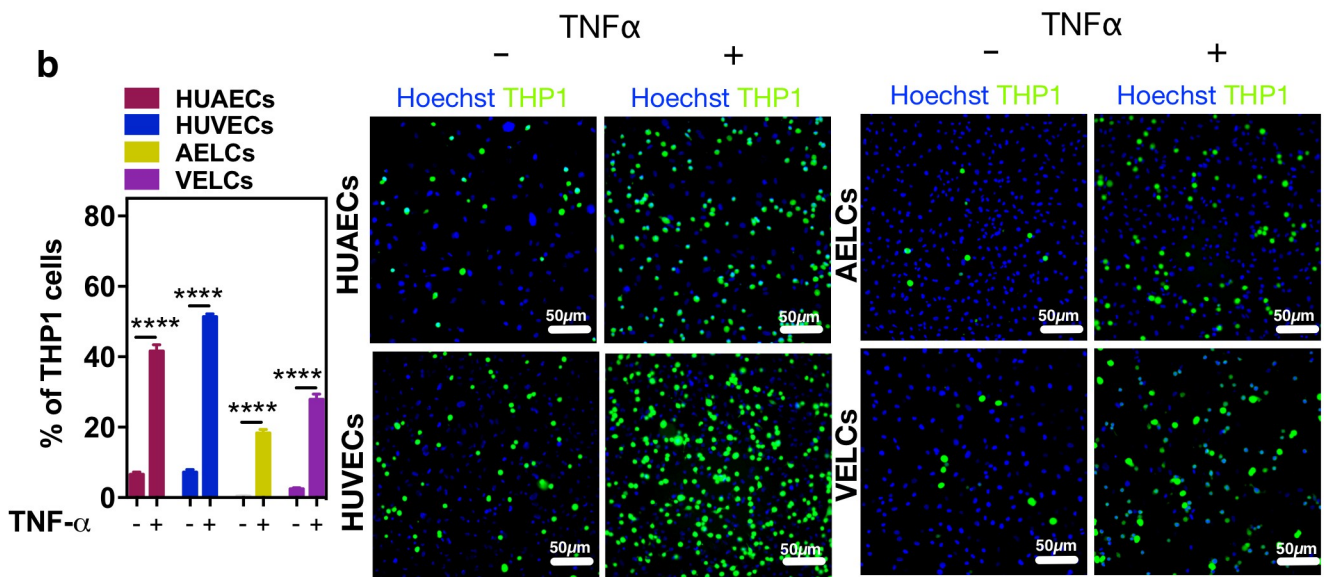 b
HUAECs
HUVECs
AELCs
VELCs
% of THP1 cells
80
60
40
20
0
****
****
****
****
TNF-α
- + - + - + - +
TNFα
− +
Hoechst THP1 Hoechst THP1
HUAECs
50µm 50µm
HUVECs
50µm 50µm
TNFα
− +
Hoechst THP1 Hoechst THP1
AELCs
50µm 50µm
VELCs
50µm 50µm